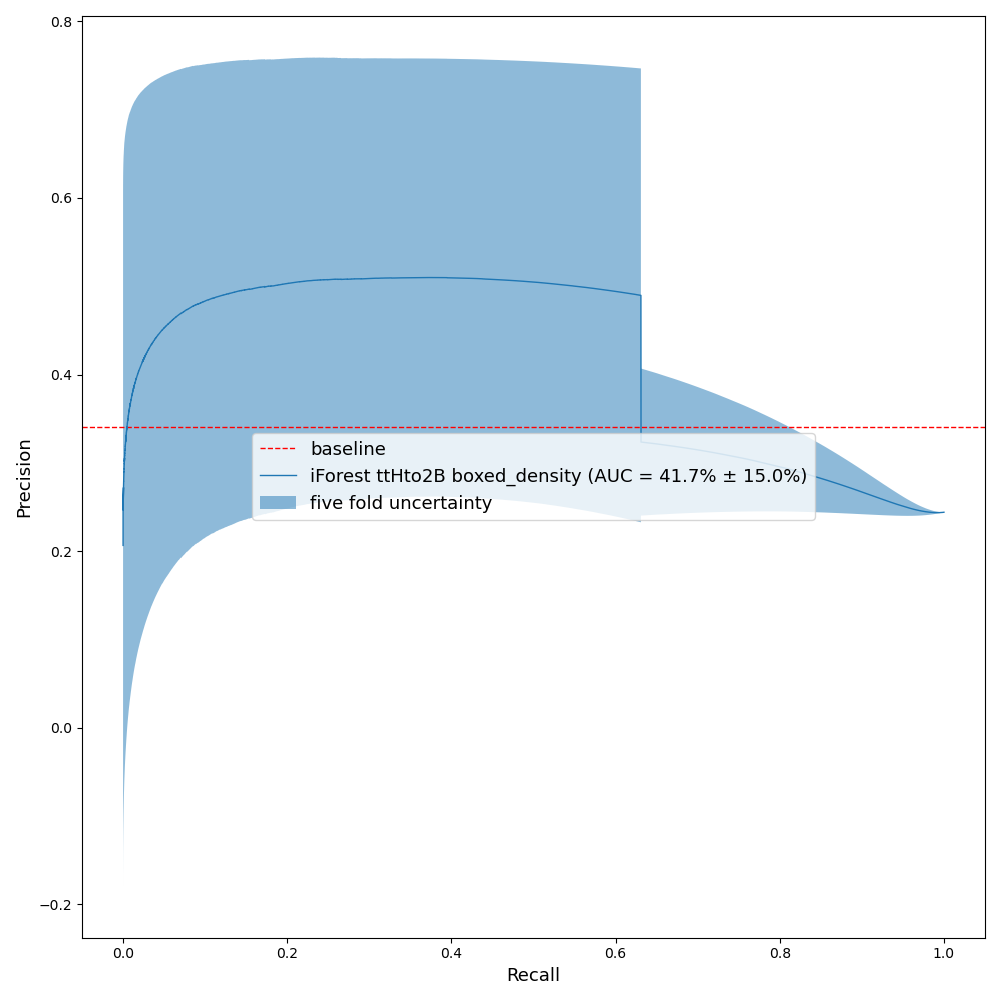 0.8
0.6
0.4
0.2
0.0
−0.2
Precision
baseline
iForest ttHto2B boxed_density (AUC = 41.7% ± 15.0%)
five fold uncertainty
0.0 0.2 0.4 0.6 0.8 1.0
Recall